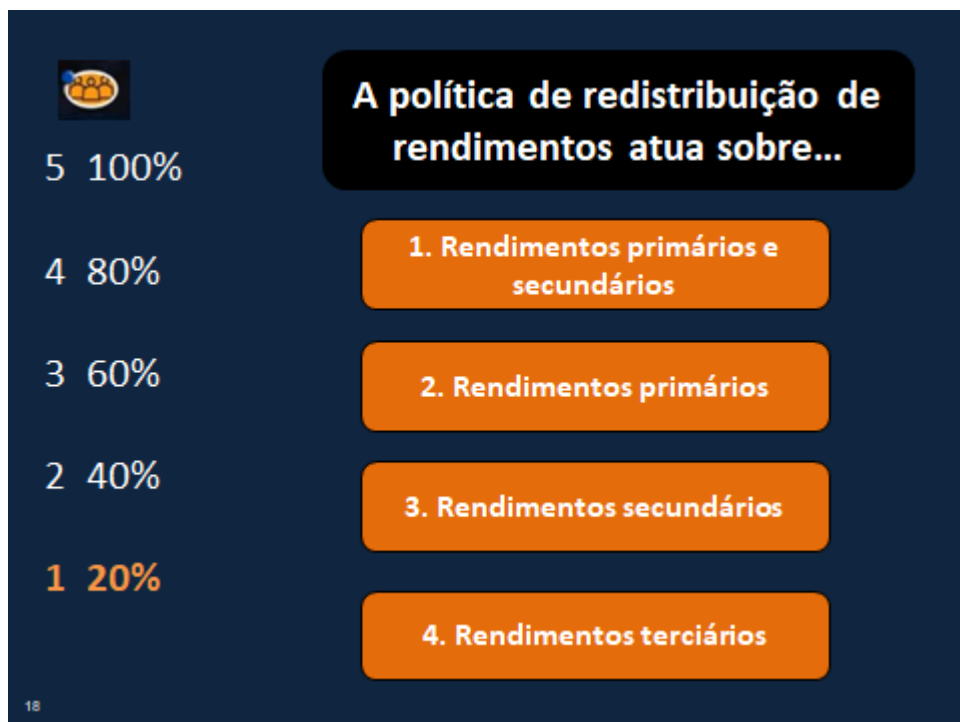 A política de redistribuição de
rendimentos atua sobre...
5 100%
4 80%
3 60%
2 40%
1 20%
1. Rendimentos primários e
secundários
2. Rendimentos primários
3. Rendimentos secundários
4. Rendimentos terciários
18